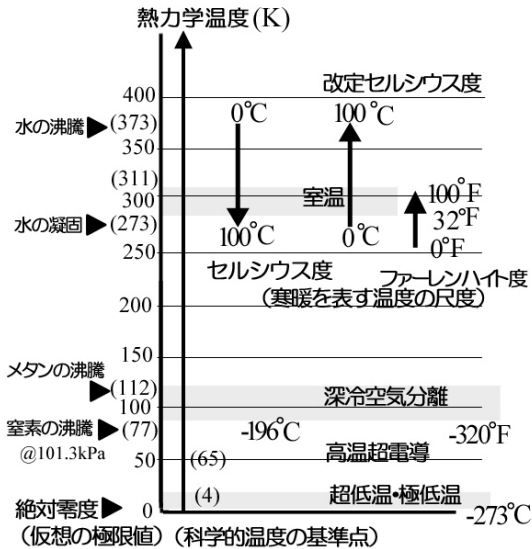 熱力学温度(K)
改定セルシウス度
400
0℃
100℃
水の沸騰
(373)
350
(311)
300
室温
100°F
水の凝固
(273)
100℃
0℃
32°F
0°F
250
セルシウス度
ファーレンハイト度
(寒暖を表す温度の尺度)
200
150
メタンの沸騰
(112)
深冷空気分離
100
窒素の沸騰
(77)
-196℃
-320°F
@101.3kPa
(65)
高温超電導
50
(4)
超低温・極低温
絶対零度
0
-273℃
(仮想の極限値)
(科学的温度の基準点)